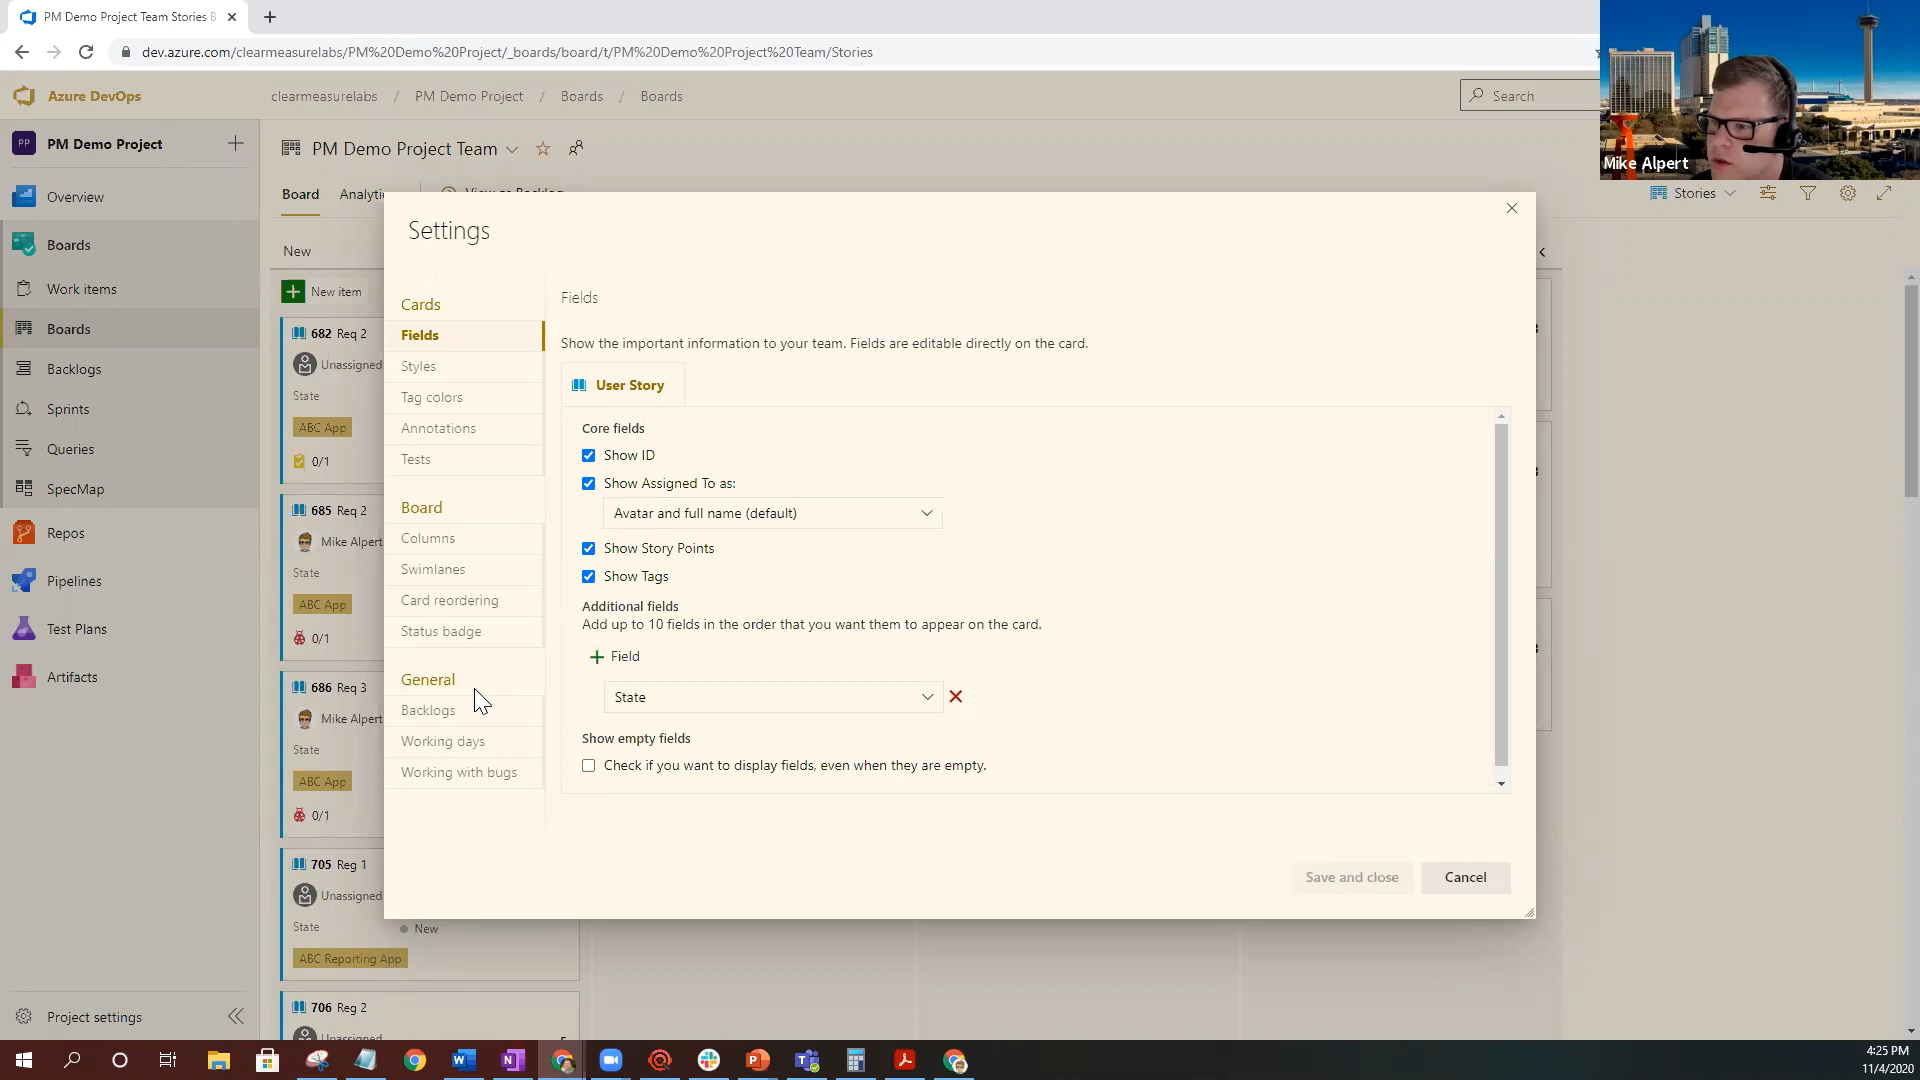 PM Demo Project Team Stories B
dev.azure.com/clearmeasurelabs/PM%20Demo%20Project/_boards/board/t/PM%20Demo%20Project%20Team/Stories
Mike Alpert
Azure DevOps
clearmeasurelabs / PM Demo Project / Boards / Boards
Search
PP PM Demo Project
PM Demo Project Team
Overview
Boards
Work items
Boards
Backlogs
Sprints
Queries
SpecMap
Repos
Pipelines
Test Plans
Artifacts
Project settings
Board Analyti View as Backlog
Stories
New
New item
682 Req 2
Unassigned
State
ABC App
0/1
685 Req 2
Mike Alpert
State
ABC App
0/1
686 Req 3
Mike Alpert
State
ABC App
0/1
705 Req 1
Unassigned
State New
ABC Reporting App
706 Req 2
Unassigned
Settings
Cards
Fields
Styles
Tag colors
Annotations
Tests
Board
Columns
Swimlanes
Card reordering
Status badge
General
Backlogs
Working days
Working with bugs
Fields
Show the important information to your team. Fields are editable directly on the card.
User Story
Core fields
Show ID
Show Assigned To as:
Avatar and full name (default)
Show Story Points
Show Tags
Additional fields
Add up to 10 fields in the order that you want them to appear on the card.
Field
State
Show empty fields
Check if you want to display fields, even when they are empty.
Save and close
Cancel
4:25 PM
11/4/2020